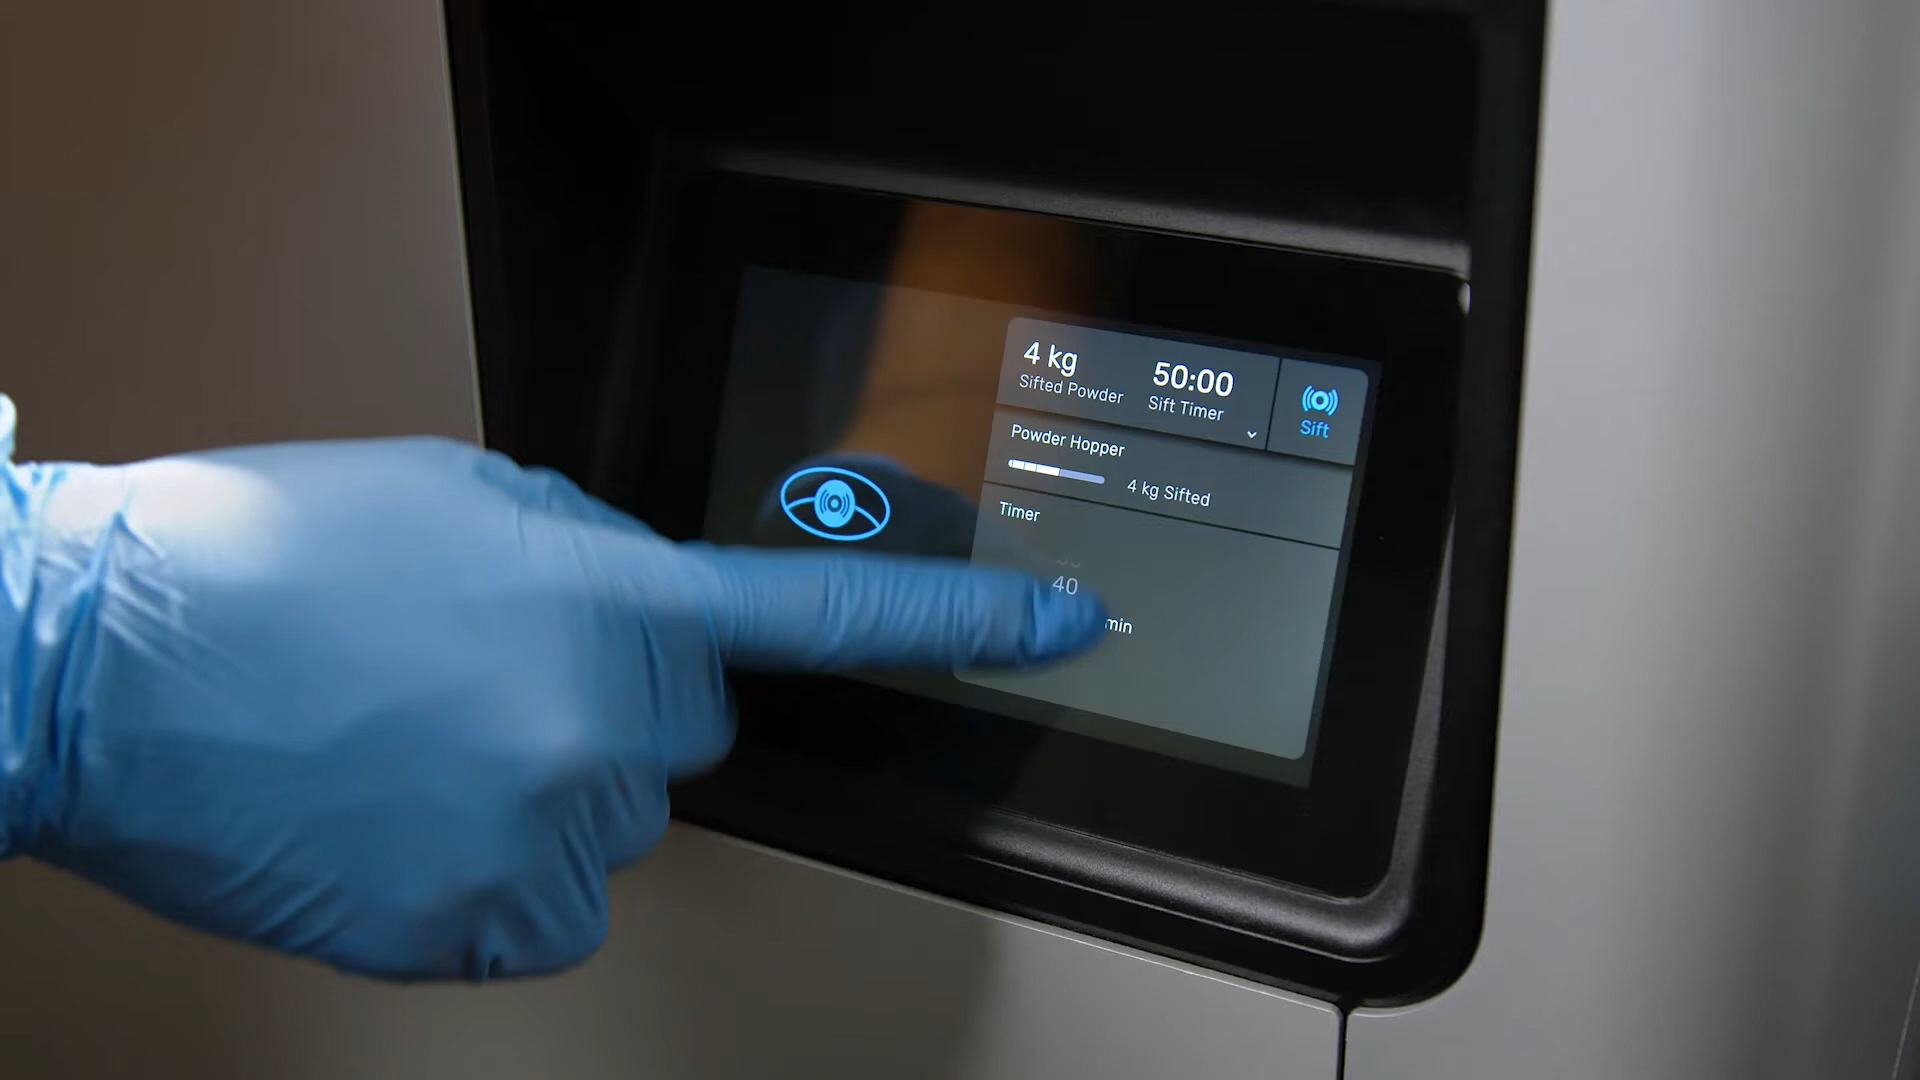 4 kg
Sifted Powder
50:00
Sift Timer
Sift
Powder Hopper
4 kg Sifted
Timer
40
min